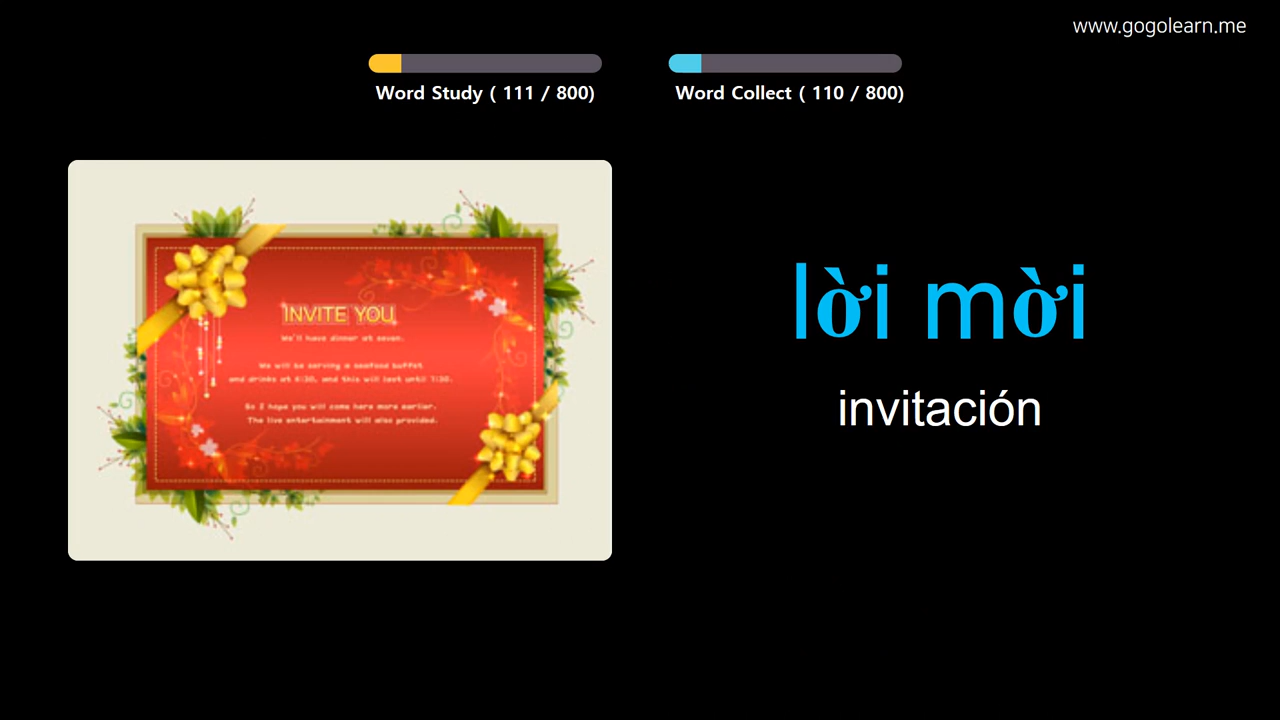 www.gogolearn.me
Word Study ( 111 / 800)
Word Collect ( 110 / 800)
INVITE YOU
We'll have dinner at seven.
We will be serving a seafood buffet
and drinks at 6:30, and this will last until 7:30.
So I hope you will come here more earlier.
The live entertainment will also provided.
lời mời
invitación